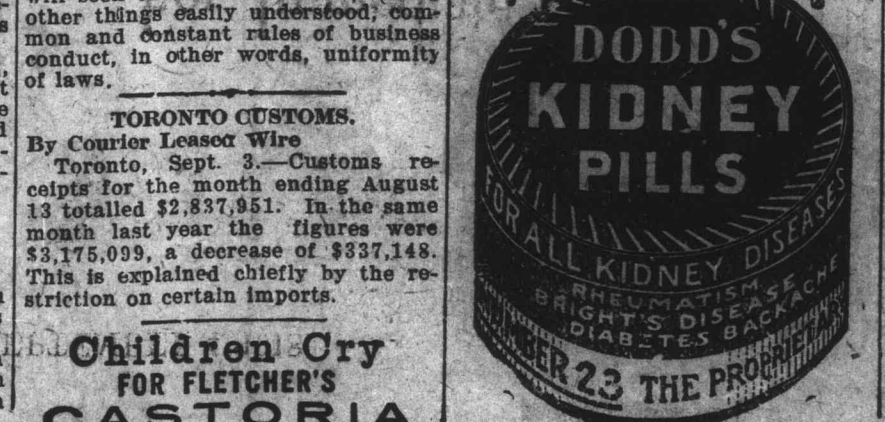 other things easily understood, com-
mon and constant rules of business
conduct, in other words, uniformity
of laws.
TORONTO CUSTOMS.
By Courier Leased Wire
Toronto, Sept. 3.—Customs re-
ceipts for the month ending August
13 totalled $2,837,951. In the same
month last year the figures were
$3,175,099, a decrease of $337,148.
This is explained chiefly by the re-
striction on certain imports.
Children Cry
FOR FLETCHER'S
CASTORIA
DODD'S
KIDNEY
PILLS
FOR ALL KIDNEY DISEASES
RHEUMATISM
BRIGHT'S DISEASE
DIABETES BACKACHE
23 THE